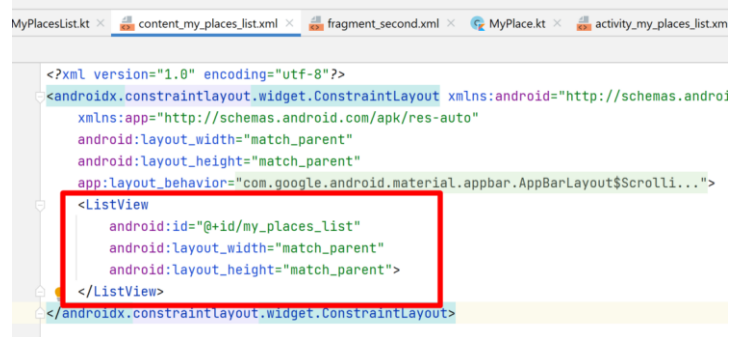 MyPlacesList.kt × content_my_places_list.xml × fragment_second.xml × MyPlace.kt × activity_my_places_list.xm
<?xml version="1.0" encoding="utf-8"?>
<androidx.constraintlayout.widget.ConstraintLayout xmlns:android="http://schemas.androi
xmlns:app="http://schemas.android.com/apk/res-auto"
android:layout_width="match_parent"
android:layout_height="match_parent"
app:layout_behavior="com.google.android.material.appbar.AppBarLayout$Scrolli...">
<ListView
android:id="@+id/my_places_list"
android:layout_width="match_parent"
android:layout_height="match_parent">
</ListView>
</androidx.constraintlayout.widget.ConstraintLayout>